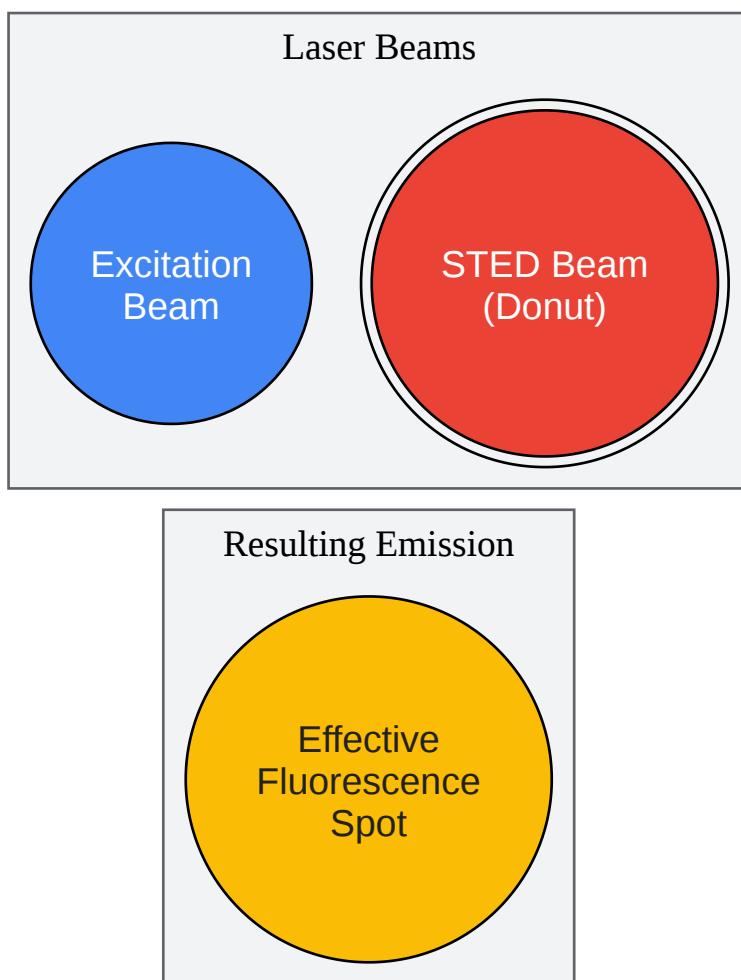 Laser Beams
Excitation
Beam
STED Beam
(Donut)
Resulting Emission
Effective
Fluorescence
Spot